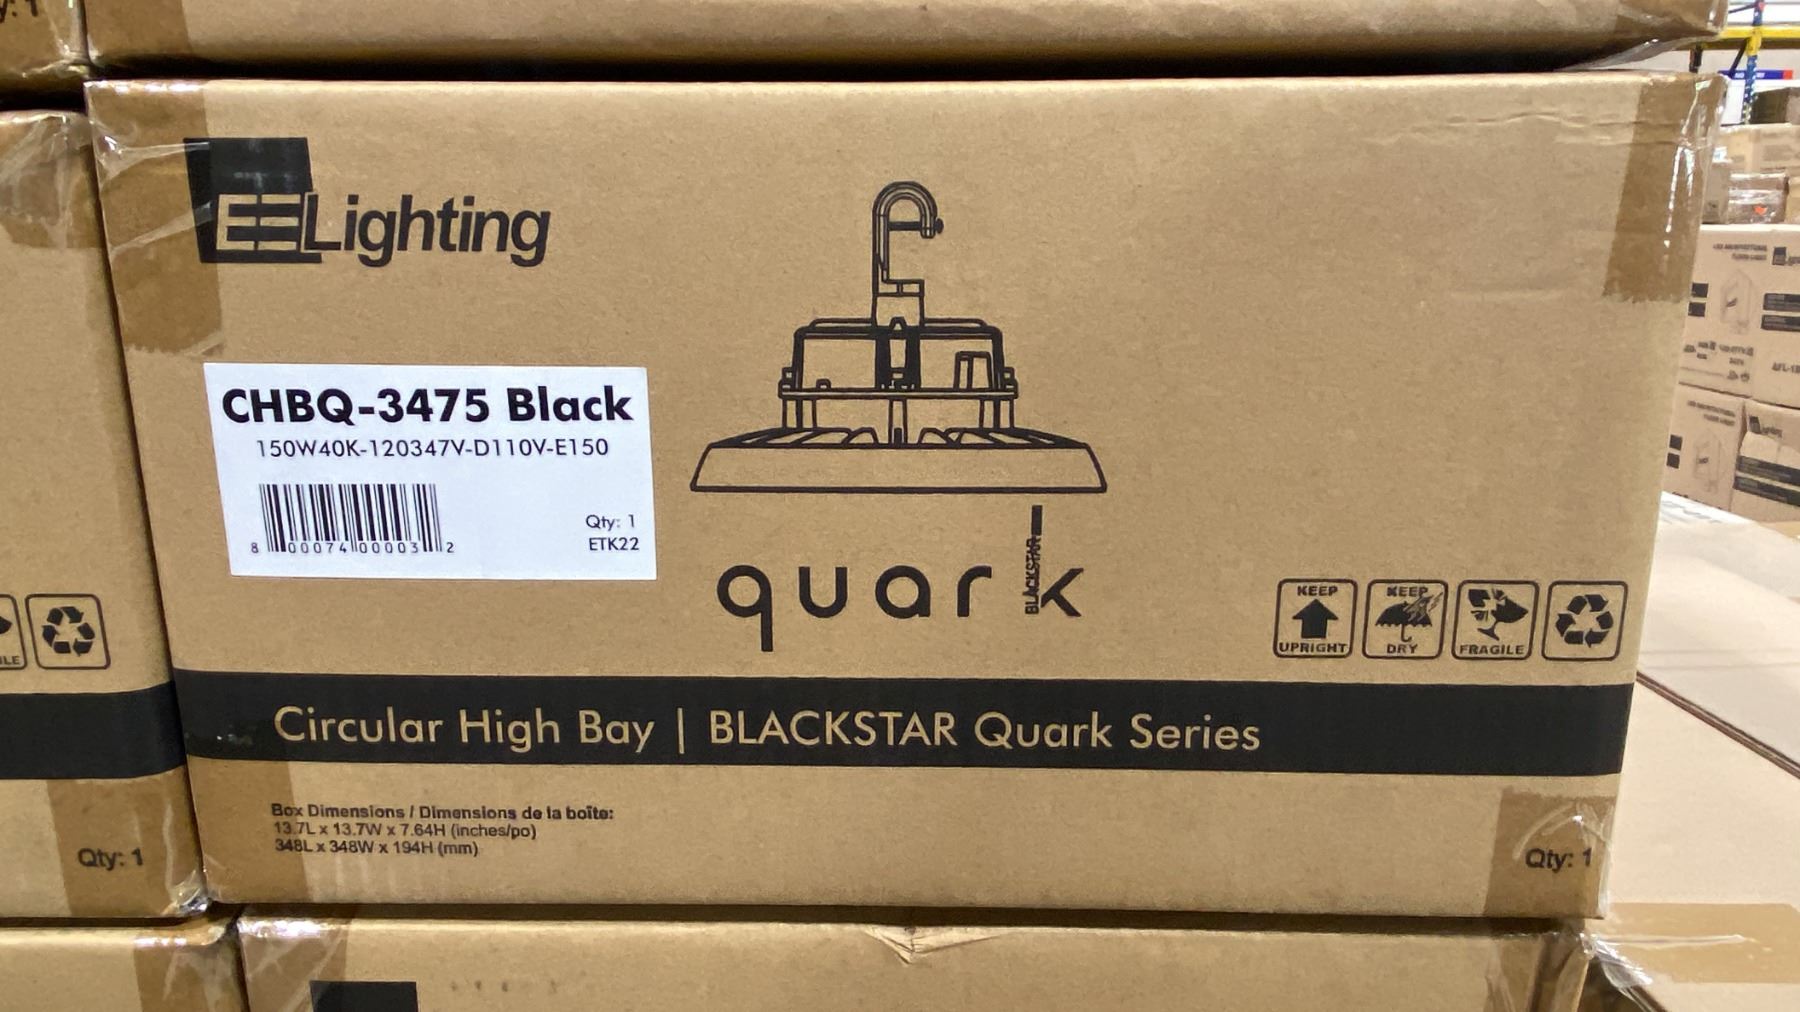 EELighting
CHBQ-3475 Black
150W40K-120347V-D110V-E150
8 00074 00003 2
Qty: 1
ETK22
quark
BLACKSTAR
KEEP
UPRIGHT
KEEP
DRY
FRAGILE
Circular High Bay | BLACKSTAR Quark Series
Box Dimensions / Dimensions de la boîte:
13.7L x 13.7W x 7.64H (inches/po)
348L x 348W x 194H (mm)
Qty: 1
Qty: 1